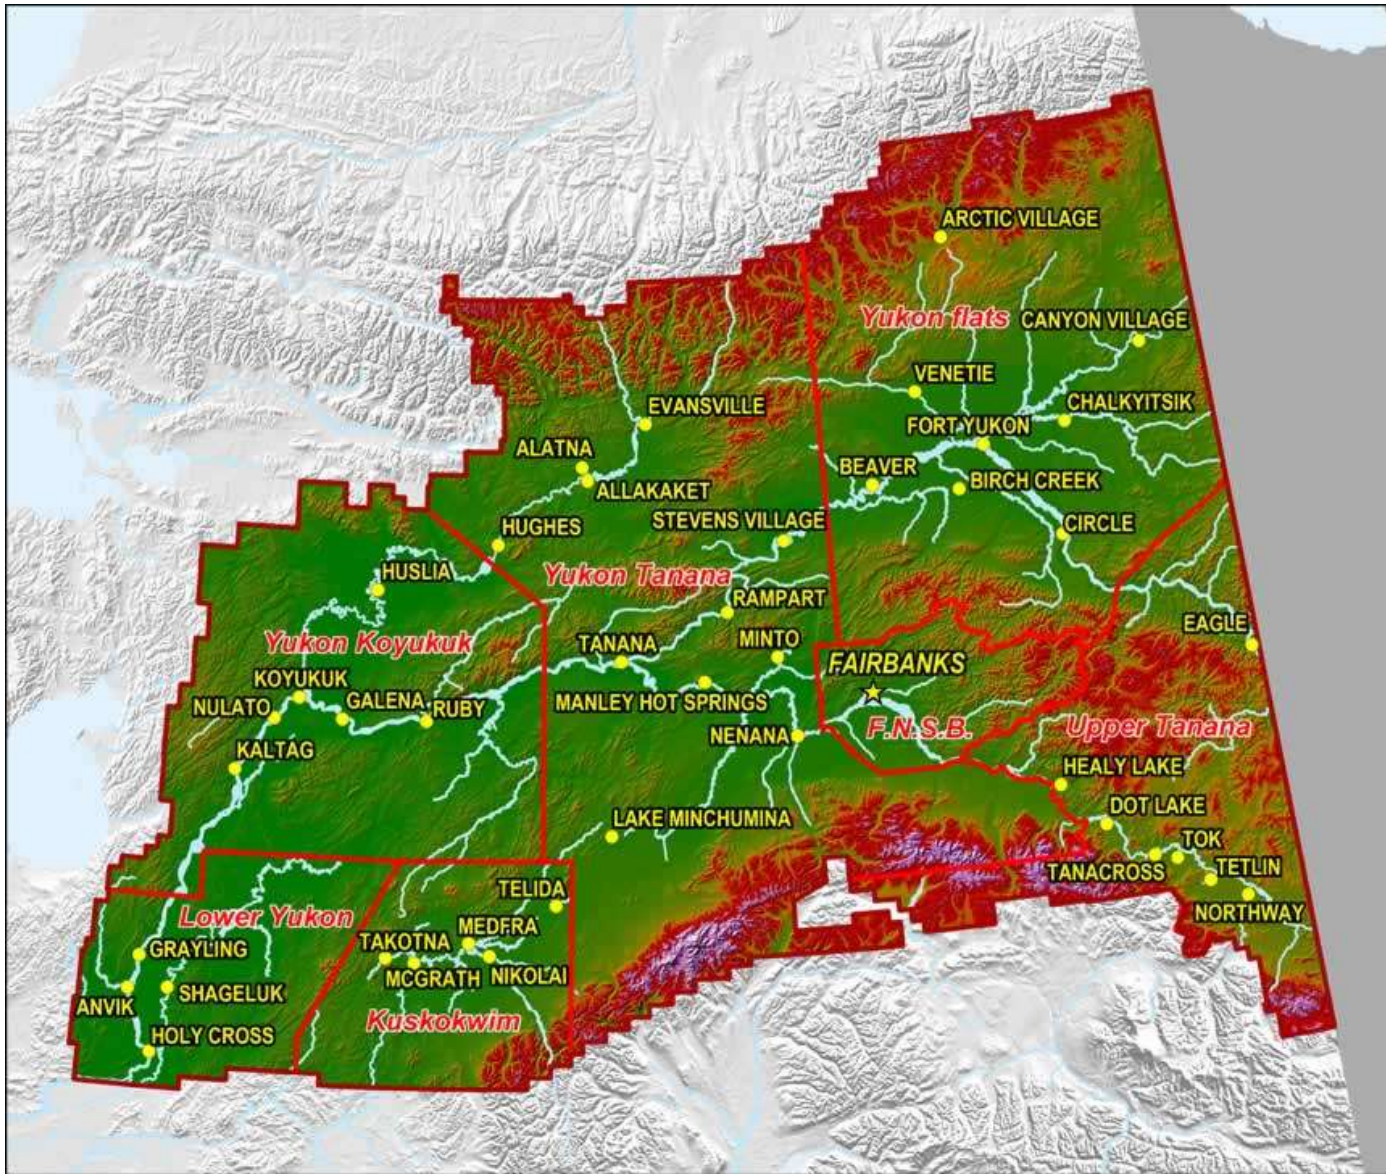 ARCTIC VILLAGE
Yukon flats
CANYON VILLAGE
VENETIE
EVANSVILLE
CHALKYITSIK
FORT YUKON
ALATNA
BEAVER
BIRCH CREEK
ALLAKAKET
STEVENS VILLAGE
CIRCLE
HUGHES
HUSLIA
Yukon Tanana
RAMPART
EAGLE
Yukon Koyukuk
TANANA
MINTO
FAIRBANKS
KOYUKUK
NULATO
GALENA
RUBY
MANLEY HOT SPRINGS
F.N.S.B.
Upper Tanana
NENANA
KALTAG
HEALY LAKE
DOT LAKE
LAKE MINCHUMINA
TOK
TANACROSS
TETLIN
TELIDA
NORTHWAY
Lower Yukon
MEDFRA
GRAYLING
TAKOTNA
MCGRATH
NIKOLAI
ANVIK
SHAGELUK
Kuskokwim
HOLY CROSS